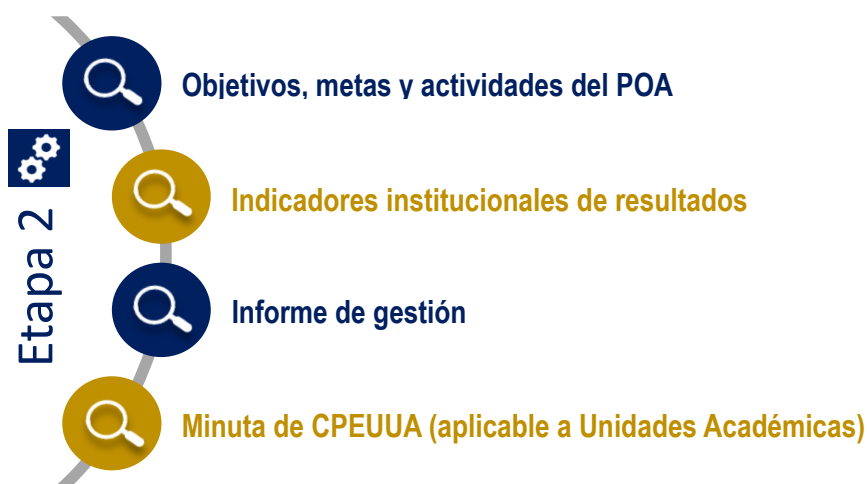 Etapa 2
Objetivos, metas y actividades del POA
Indicadores institucionales de resultados
Informe de gestión
Minuta de CPEUUA (aplicable a Unidades Académicas)